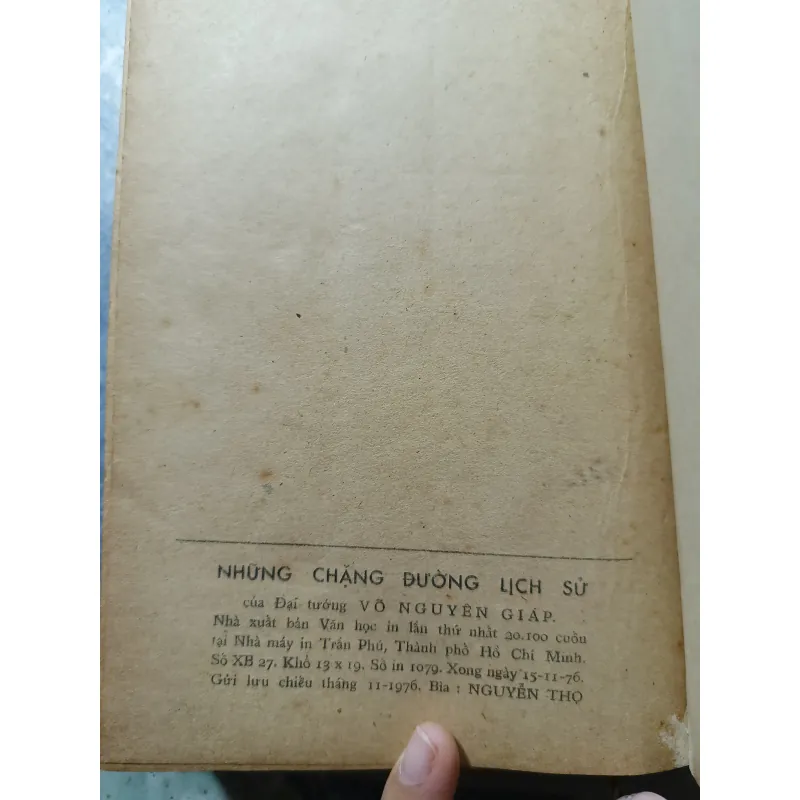 NHỮNG CHẶNG ĐƯỜNG LỊCH SỬ
của Đại tướng VÕ NGUYÊN GIÁP.
Nhà xuất bản Văn học in lần thứ nhất 20.100 cuốn
tại Nhà máy in Trần Phú, Thành phố Hồ Chí Minh.
Số XB 27. Khổ 13 x 19. Số in 1079. Xong ngày 15-11-76.
Gửi lưu chiểu tháng 11-1976. Bìa : NGUYỄN THỌ